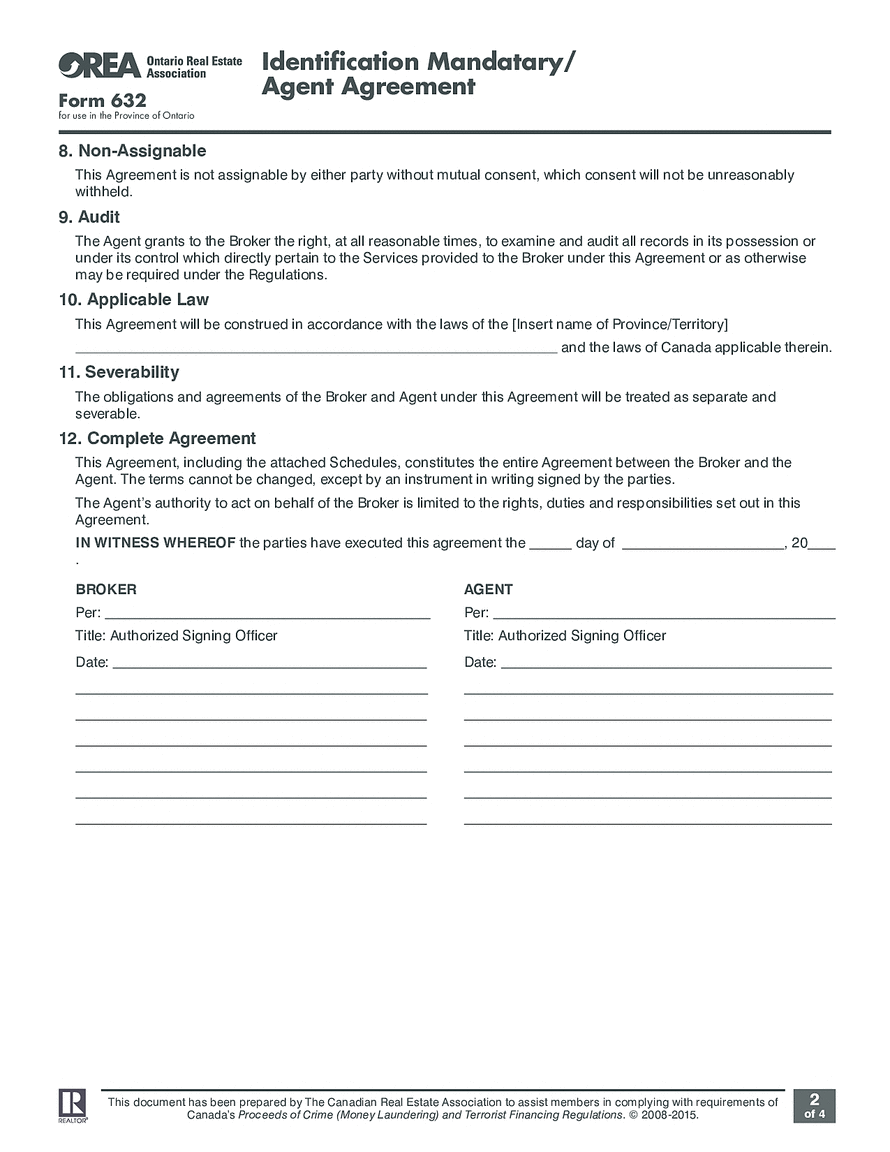 OREA Ontario Real Estate
Association
Identification Mandatary/
Agent Agreement
Form 632
for use in the Province of Ontario
8. Non-Assignable
This Agreement is not assignable by either party without mutual consent, which consent will not be unreasonably
withheld.
9. Audit
The Agent grants to the Broker the right, at all reasonable times, to examine and audit all records in its possession or
under its control which directly pertain to the Services provided to the Broker under this Agreement or as otherwise
may be required under the Regulations.
10. Applicable Law
This Agreement will be construed in accordance with the laws of the [Insert name of Province/Territory]
____________________________________________________________ and the laws of Canada applicable therein.
11. Severability
The obligations and agreements of the Broker and Agent under this Agreement will be treated as separate and
severable.
12. Complete Agreement
This Agreement, including the attached Schedules, constitutes the entire Agreement between the Broker and the
Agent. The terms cannot be changed, except by an instrument in writing signed by the parties.
The Agent's authority to act on behalf of the Broker is limited to the rights, duties and responsibilities set out in this
Agreement.
IN WITNESS WHEREOF the parties have executed this agreement the _____ day of ____________________, 20___
.
BROKER
Per: ________________________________________
Title: Authorized Signing Officer
Date: _______________________________________
AGENT
Per: ________________________________________
Title: Authorized Signing Officer
Date: _______________________________________
REALTOR®
This document has been prepared by The Canadian Real Estate Association to assist members in complying with requirements of
Canada's Proceeds of Crime (Money Laundering) and Terrorist Financing Regulations. © 2008-2015.
2
of 4